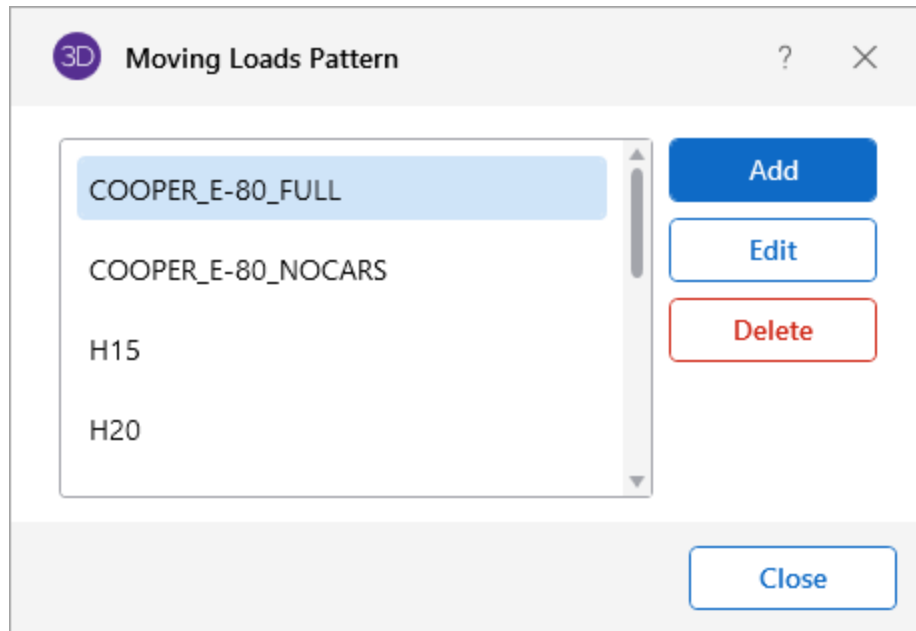 3D Moving Loads Pattern ?
COOPER_E-80_FULL
COOPER_E-80_NOCARS
H15
H20
Add
Edit
Delete
Close